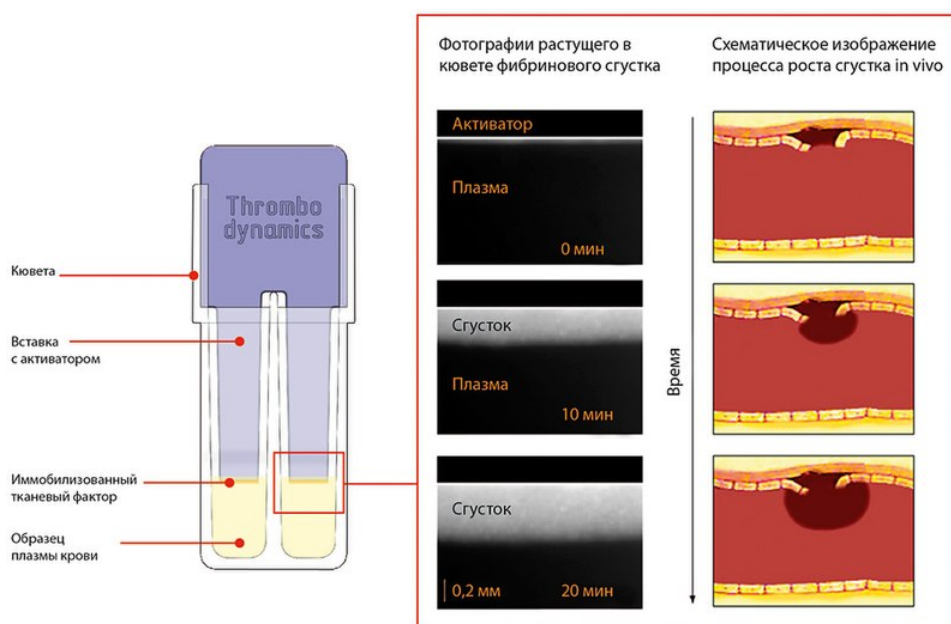 Фотографии растущего в
кювете фибринового сгустка
Схематическое изображение
процесса роста сгустка in vivo
Thrombo
dynamics
Кювета
Вставка
с активатором
Иммобилизованный
тканевый фактор
Образец
плазмы крови
Активатор
Плазма
0 мин
Сгусток
Плазма
10 мин
Сгусток
0,2 мм
20 мин
Время